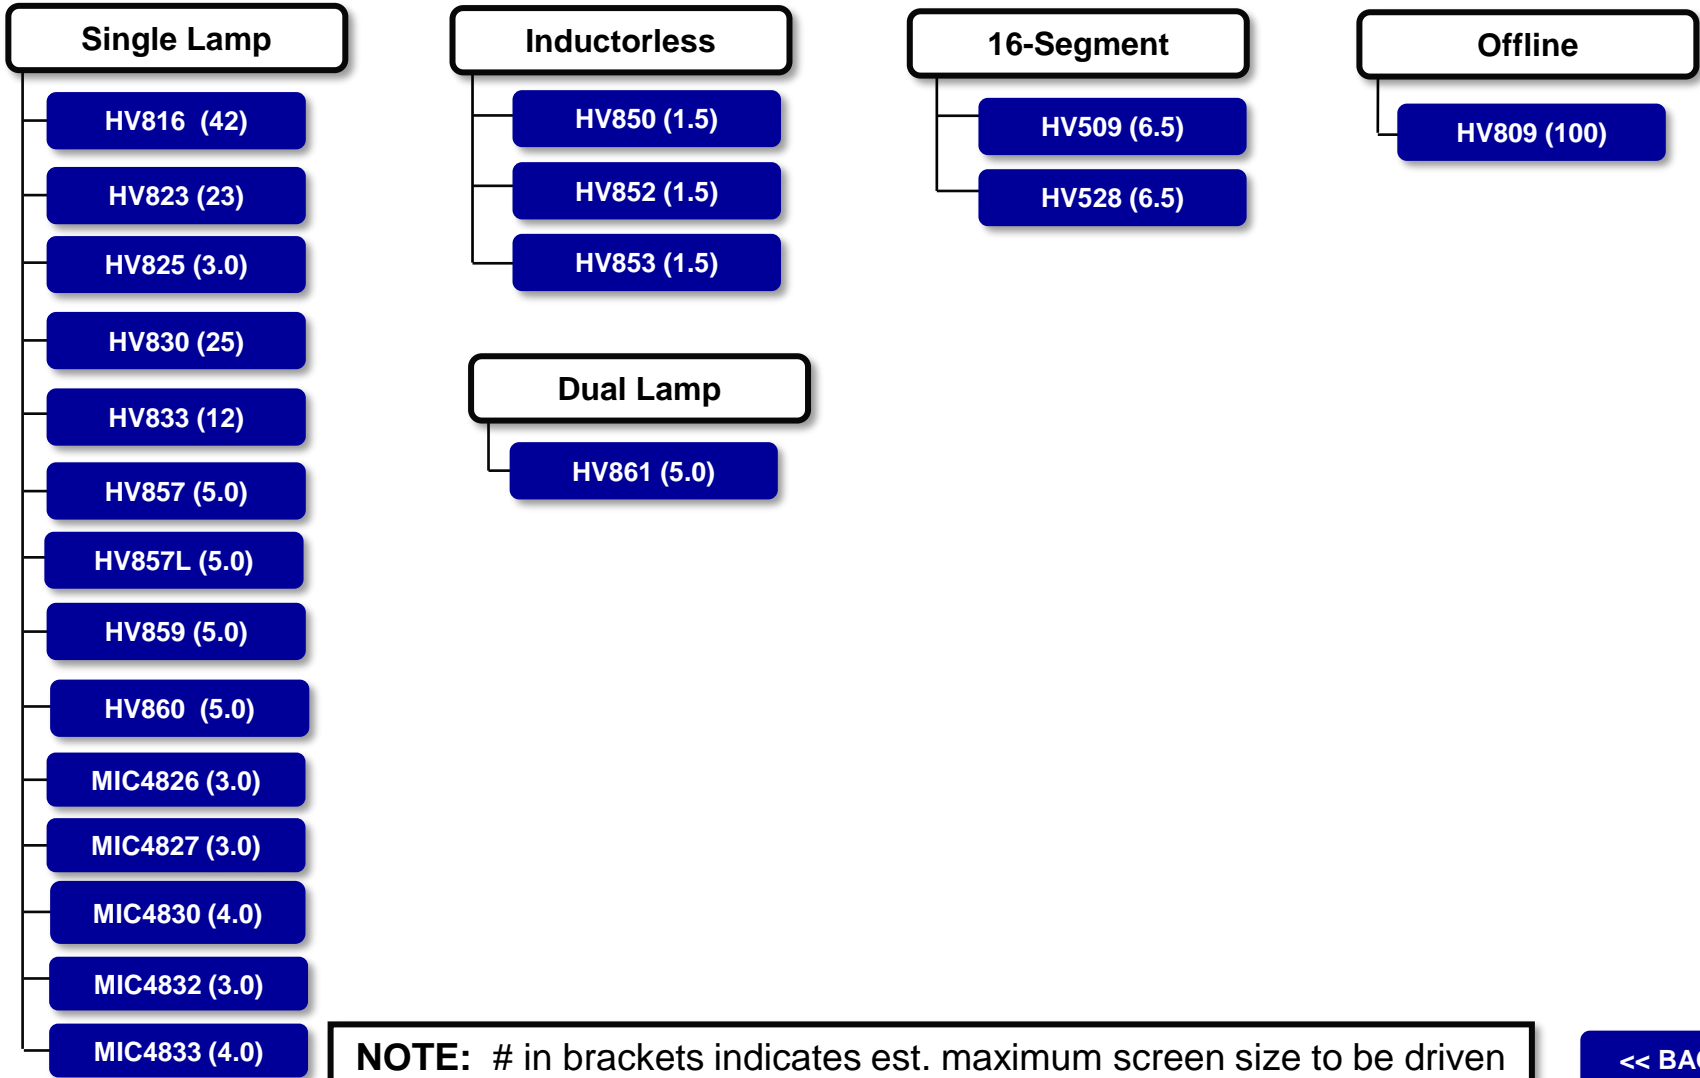 Single Lamp
HV816  (42)
HV823 (23)
HV825 (3.0)
HV830 (25)
HV833 (12)
HV857 (5.0)
HV857L (5.0)
HV859 (5.0)
HV860  (5.0)
MIC4826 (3.0)
MIC4827 (3.0)
MIC4830 (4.0)
MIC4832 (3.0)
MIC4833 (4.0)
Inductorless
HV850 (1.5)
HV852 (1.5)
HV853 (1.5)
Dual Lamp
HV861 (5.0)
16-Segment
HV509 (6.5)
HV528 (6.5)
Offline
HV809 (100)
NOTE:  # in brackets indicates est. maximum screen size to be driven
<<